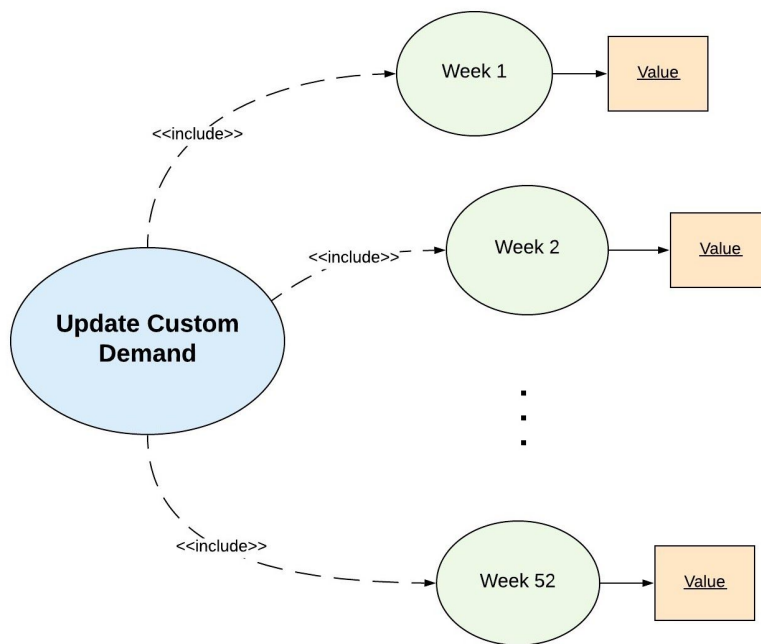 Week 1
Value
<<include>>
Week 2
Value
<<include>>
Update Custom
Demand
<<include>>
Week 52
Value